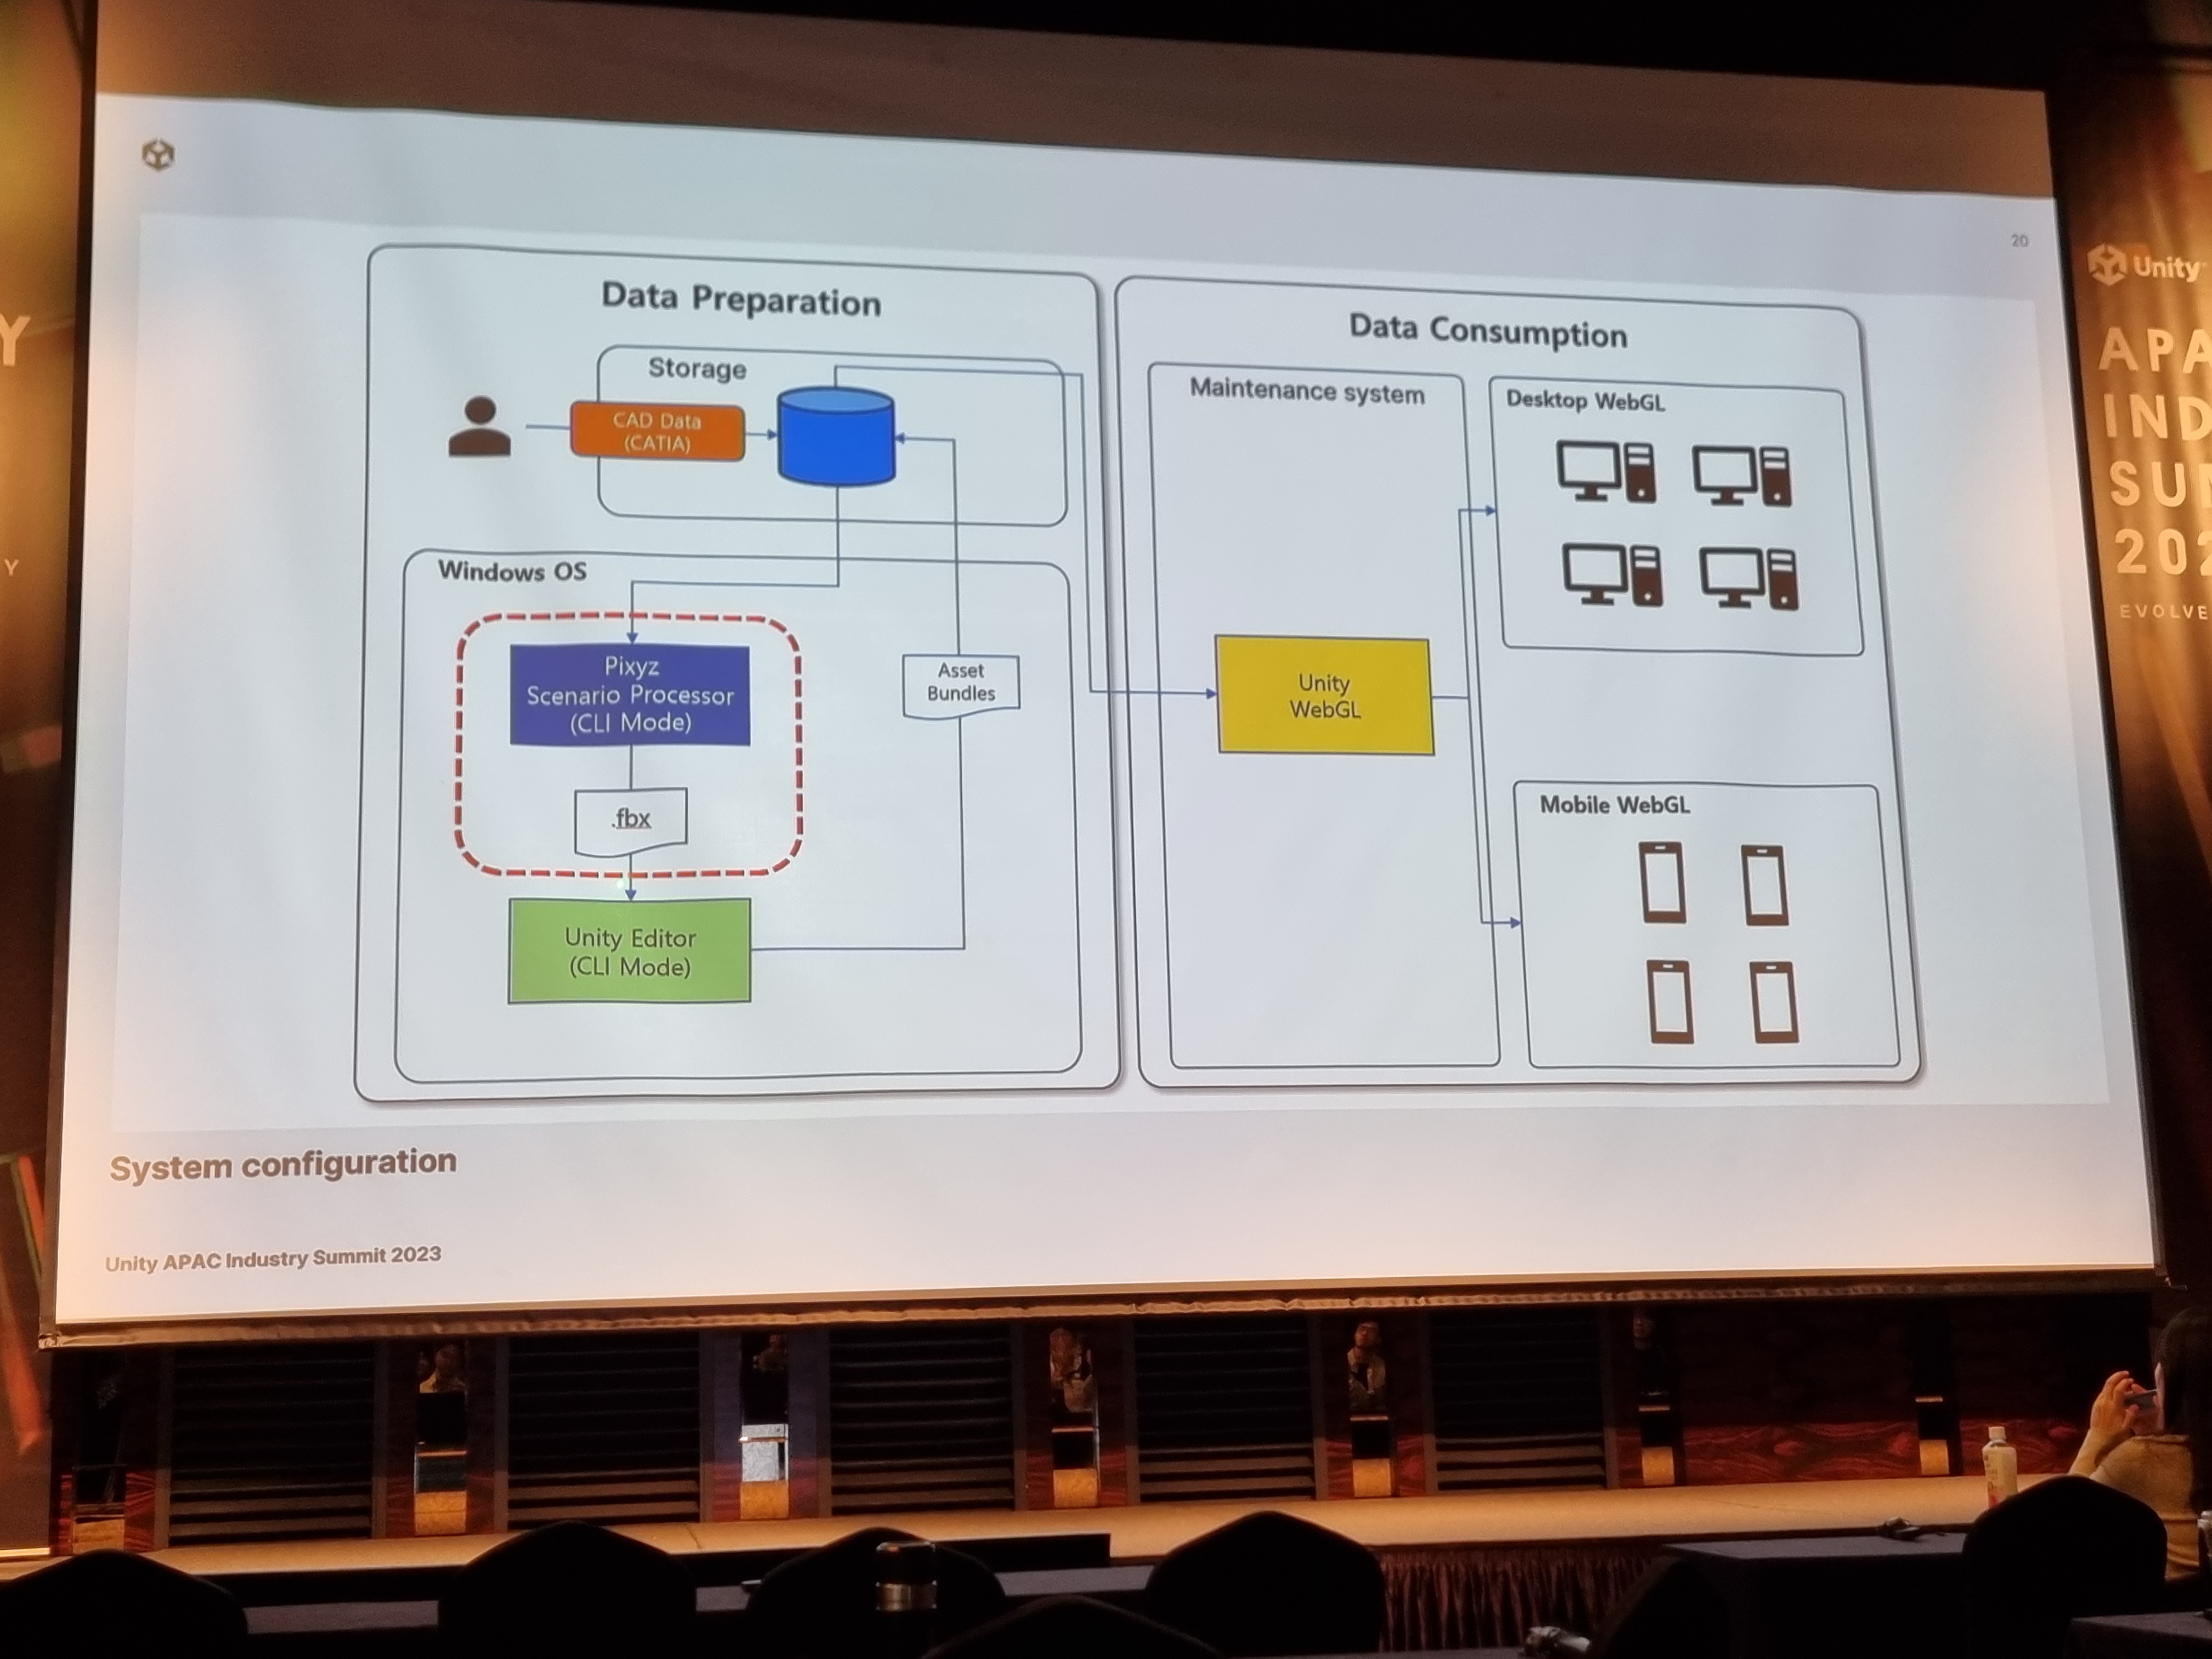 20
Data Preparation
Storage
CAD Data
(CATIA)
Windows OS
Pixyz
Scenario Processor
(CLI Mode)
.fbx
Asset
Bundles
Unity Editor
(CLI Mode)
Data Consumption
Maintenance system
Unity
WebGL
Desktop WebGL
Mobile WebGL
System configuration
Unity APAC Industry Summit 2023
Unity
APA
IND
SU
202
EVOLVE
Y
Y